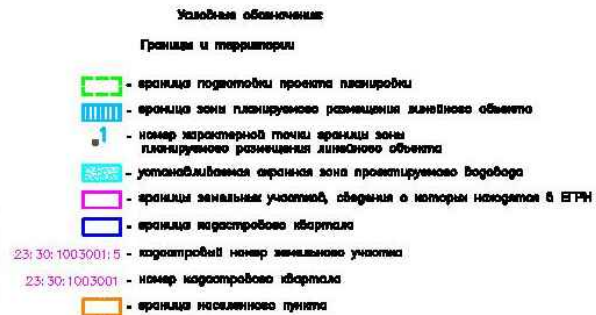 Условные обозначения:
Границы и территории
- граница подготовки проекта планировки
- граница зоны планируемого размещения линейного объекта
1 - номер характерной точки границы зоны
планируемого размещения линейного объекта
- устанавливаемая охранная зона проектируемого водовода
- границы земельных участков, сведения о которых находятся в ЕГРН
- граница кадастрового квартала
23:30:1003001:5 - кадастровый номер земельного участка
23:30:1003001 - номер кадастрового квартала
- граница населенного пункта